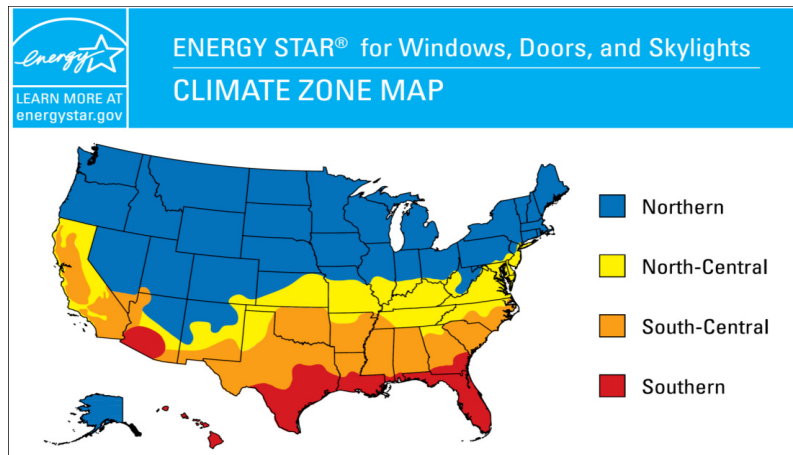 energy
LEARN MORE AT
energystar.gov
ENERGY STAR® for Windows, Doors, and Skylights
CLIMATE ZONE MAP
Northern
North-Central
South-Central
Southern